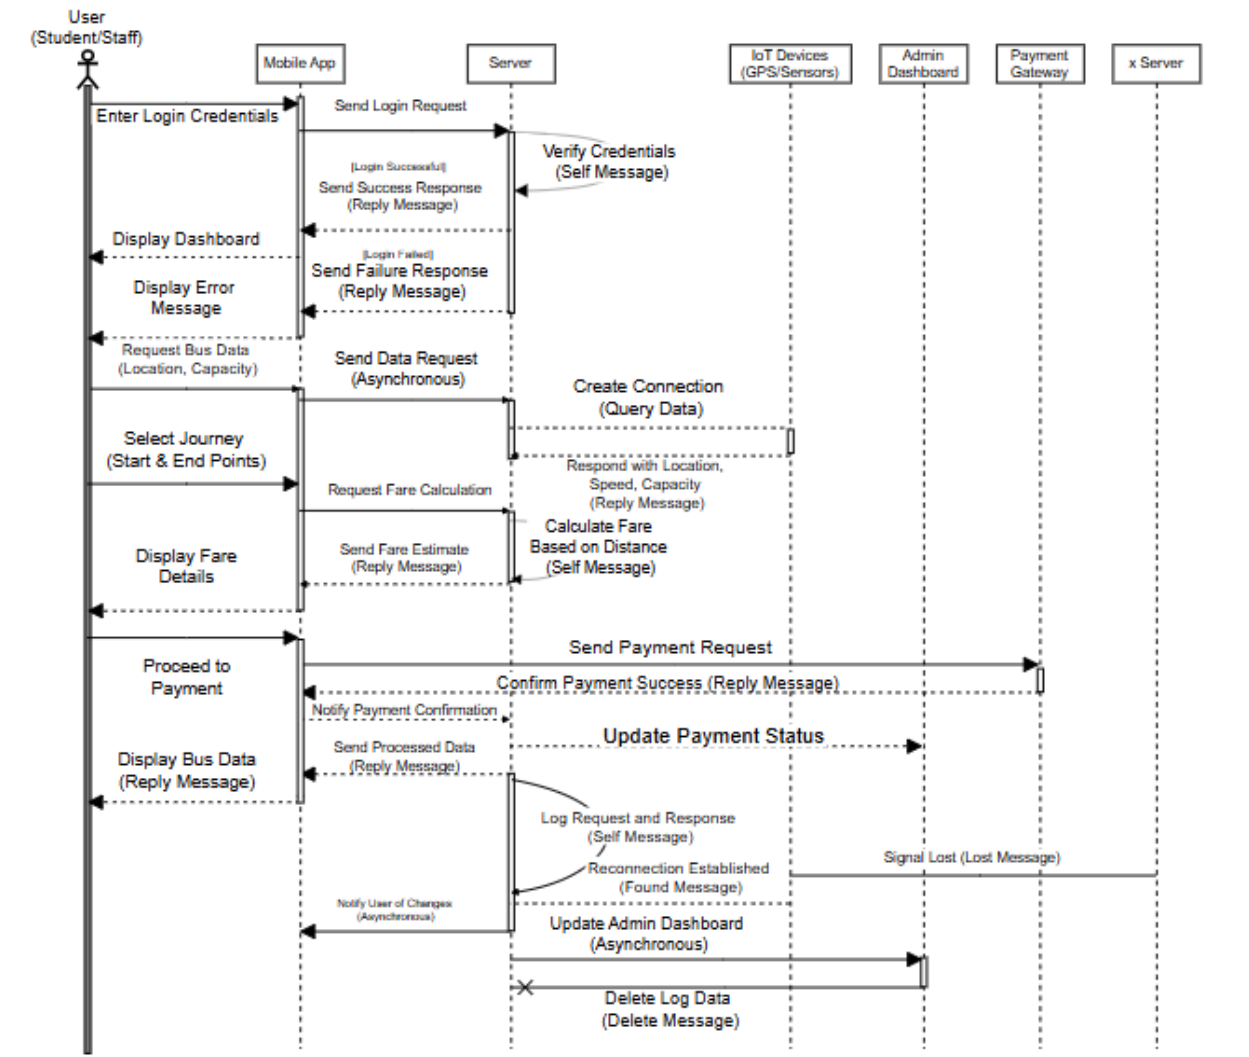 User
(Student/Staff)
Mobile App
Server
IoT Devices
(GPS/Sensors)
Admin
Dashboard
Payment
Gateway
x Server
Enter Login Credentials
Send Login Request
Verify Credentials
(Self Message)
[Login Successful]
Send Success Response
(Reply Message)
Display Dashboard
[Login Failed]
Send Failure Response
(Reply Message)
Display Error
Message
Request Bus Data
(Location, Capacity)
Send Data Request
(Asynchronous)
Create Connection
(Query Data)
Select Journey
(Start & End Points)
Respond with Location,
Speed, Capacity
(Reply Message)
Request Fare Calculation
Calculate Fare
Based on Distance
(Self Message)
Send Fare Estimate
(Reply Message)
Display Fare
Details
Proceed to
Payment
Send Payment Request
Confirm Payment Success (Reply Message)
Notify Payment Confirmation
Update Payment Status
Send Processed Data
(Reply Message)
Display Bus Data
(Reply Message)
Log Request and Response
(Self Message)
Signal Lost (Lost Message)
Reconnection Established
(Found Message)
Notify User of Changes
(Asynchronous)
Update Admin Dashboard
(Asynchronous)
Delete Log Data
(Delete Message)